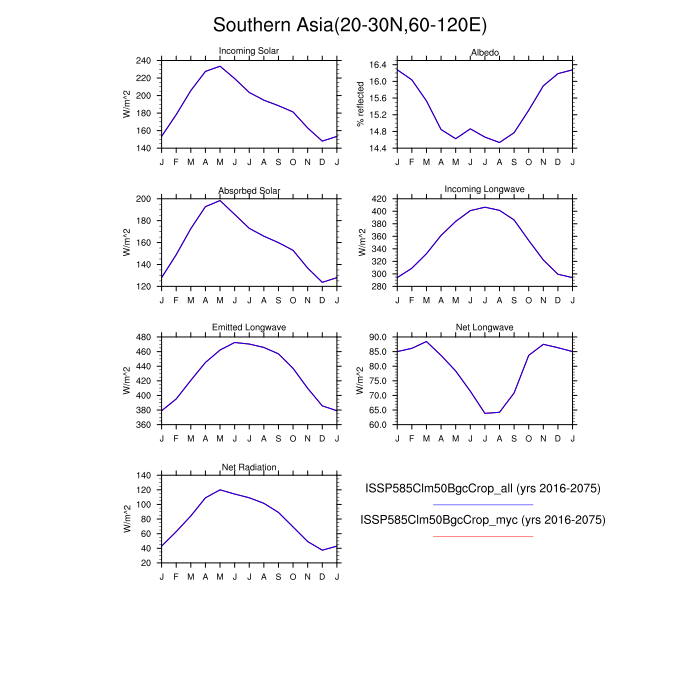 Southern Asia(20-30N,60-120E)
Incoming Solar
W/m^2
240
220
200
180
160
140
J F M A M J J A S O N D J
Albedo
% reflected
16.4
16.0
15.6
15.2
14.8
14.4
J F M A M J J A S O N D J
Absorbed Solar
W/m^2
200
180
160
140
120
J F M A M J J A S O N D J
Incoming Longwave
W/m^2
420
400
380
360
340
320
300
280
J F M A M J J A S O N D J
Emitted Longwave
W/m^2
480
460
440
420
400
380
360
J F M A M J J A S O N D J
Net Longwave
W/m^2
90.0
85.0
80.0
75.0
70.0
65.0
60.0
J F M A M J J A S O N D J
Net Radiation
W/m^2
140
120
100
80
60
40
20
J F M A M J J A S O N D J
ISSP585Clm50BgcCrop_all (yrs 2016-2075)
ISSP585Clm50BgcCrop_myc (yrs 2016-2075)